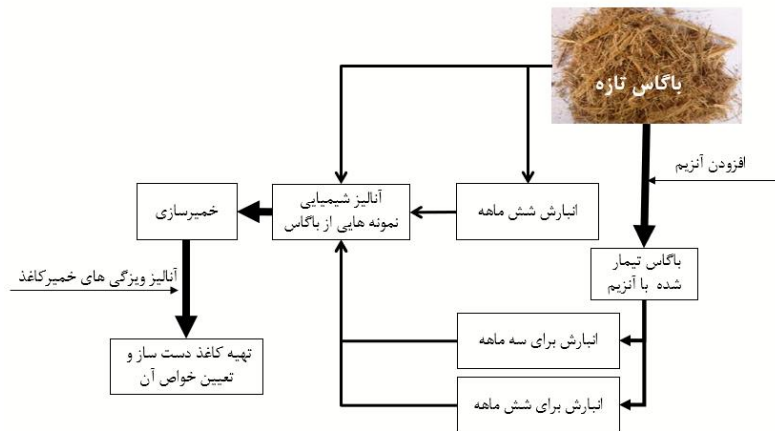 باگاس تازه
افزودن آنزیم
آنالیز شیمیایی
نمونه هایی از باگاس
انبارش شش ماهه
خمیرسازی
باگاس تیمار
شده با آنزیم
آنالیز ویژگی های خمیرکاغذ
انبارش برای سه ماهه
تهیه کاغذ دست ساز و
تعیین خواص آن
انبارش برای شش ماهه